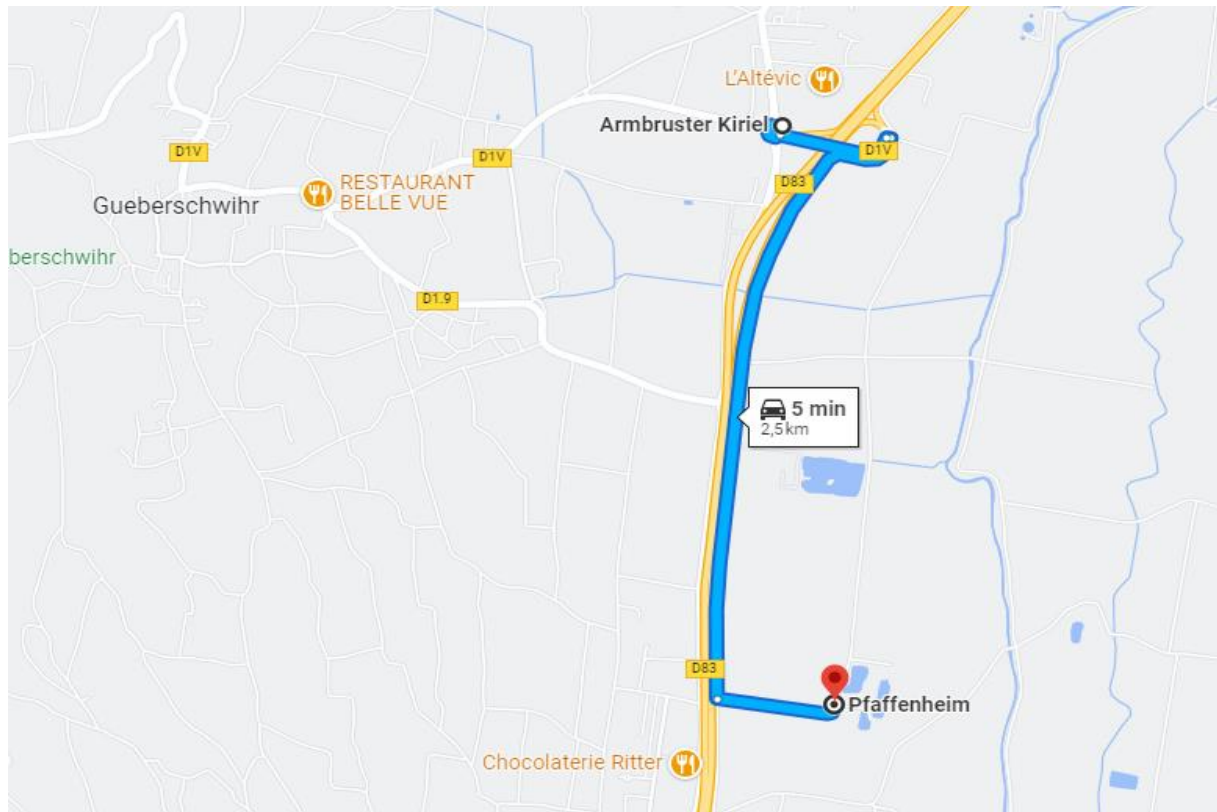 L'Altévic
Armbruster Kiriel
D1V
D1V
D1V
D83
RESTAURANT
BELLE VUE
Gueberschwihr
berschwihr
D1.9
5 min
2,5 km
D83
Pfaffenheim
Chocolaterie Ritter